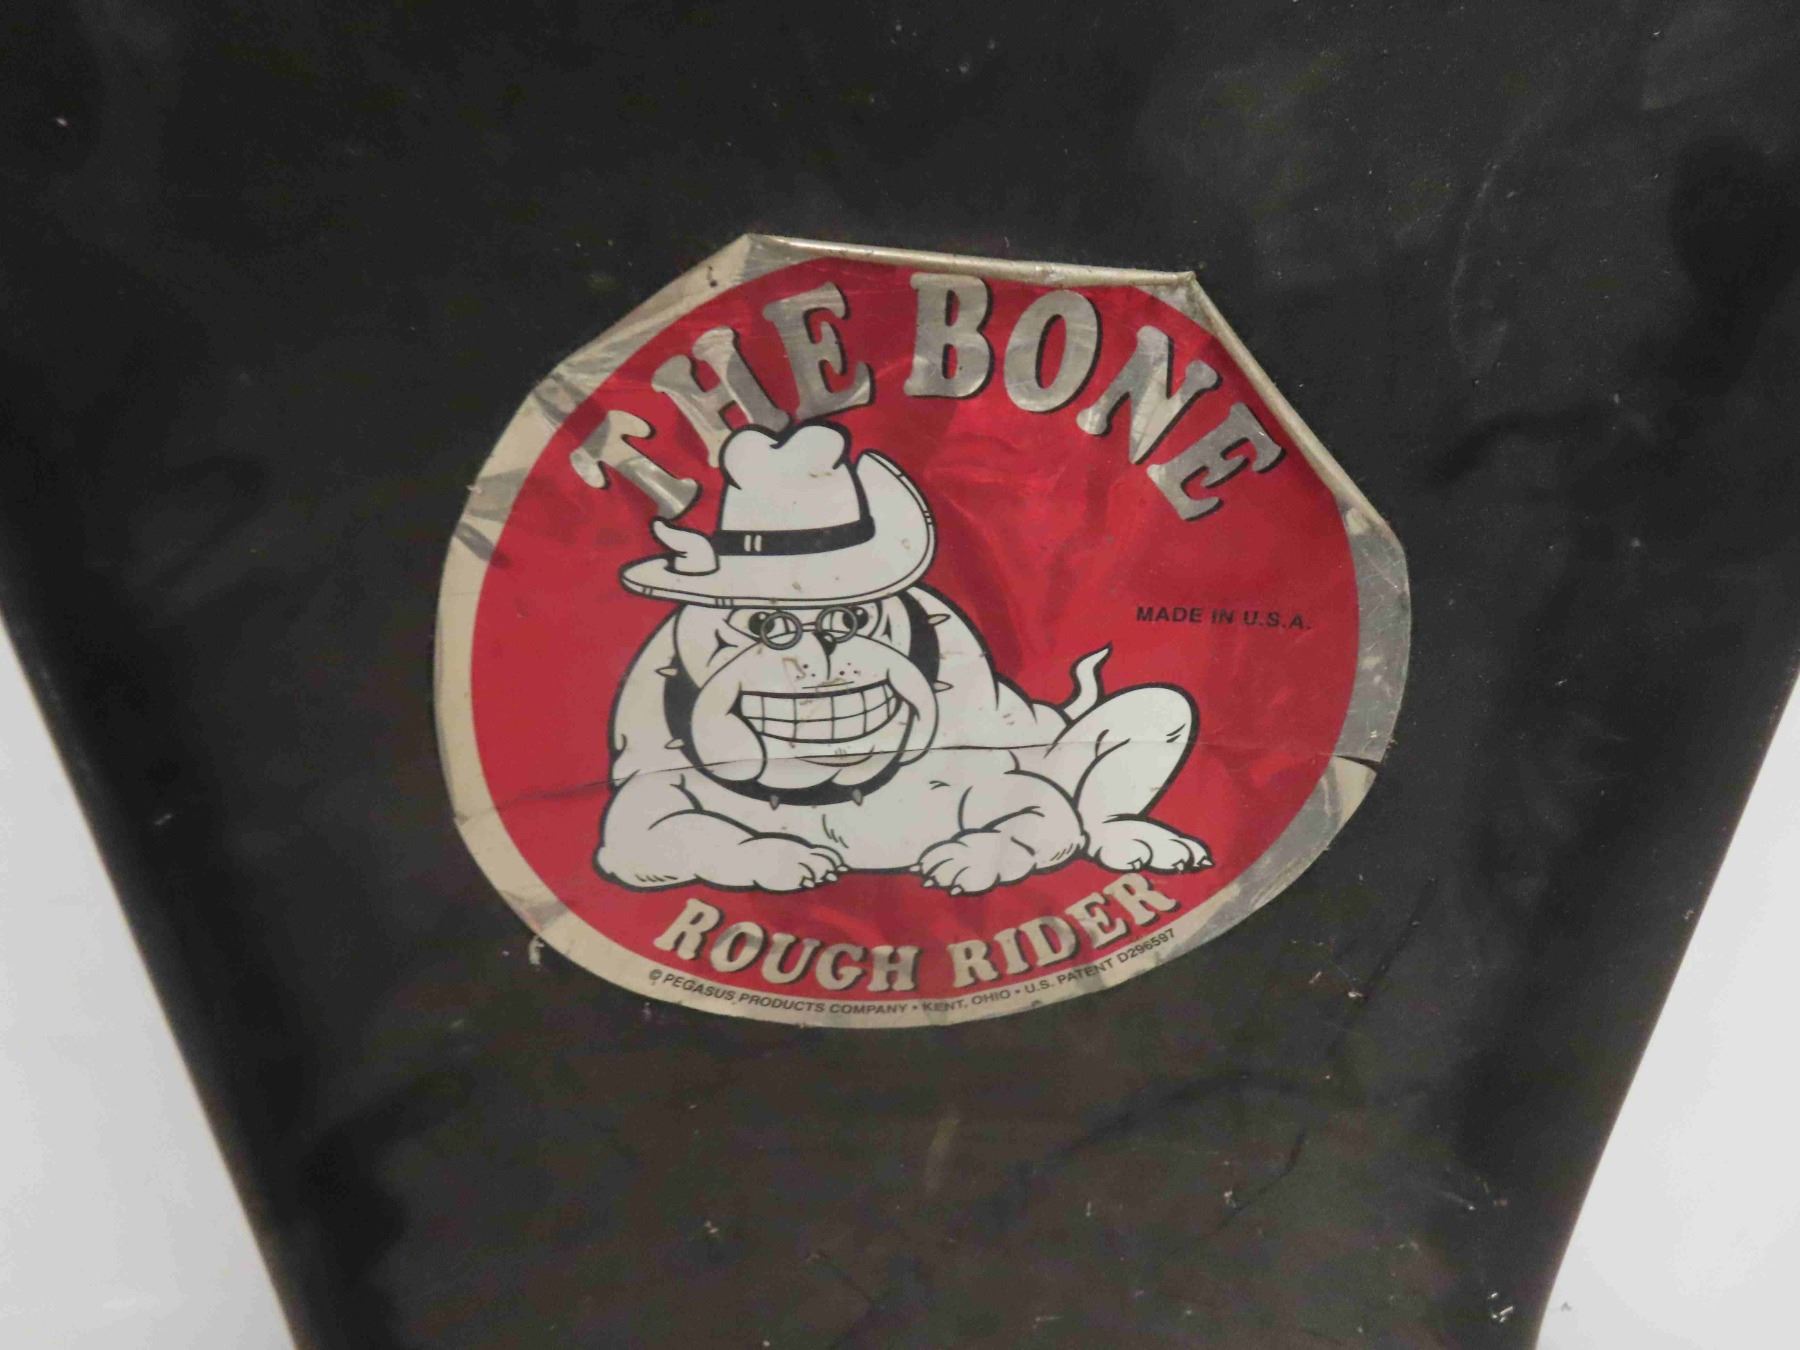 THE BONE
MADE IN U.S.A.
ROUGH RIDER
© PEGASUS PRODUCTS COMPANY • KENT, OHIO • U.S. PATENT D296597